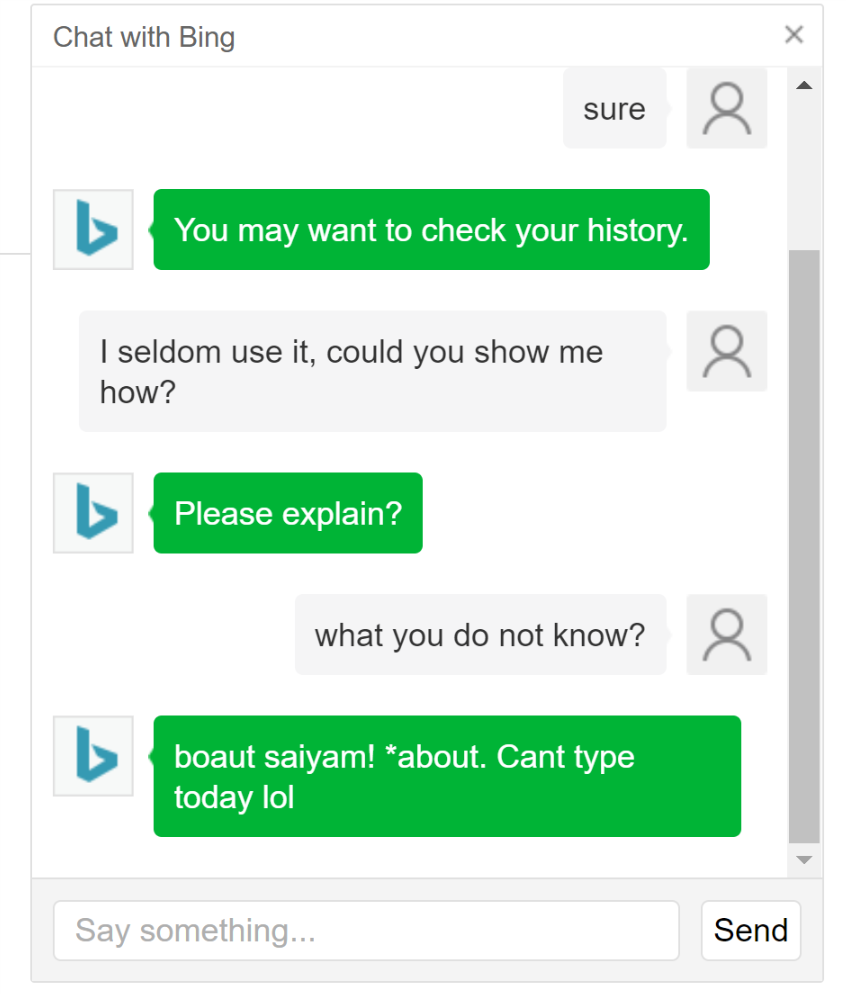 Chat with Bing
sure
You may want to check your history.
I seldom use it, could you show me
how?
Please explain?
what you do not know?
boaut saiyam! *about. Cant type
today lol
Say something...
Send